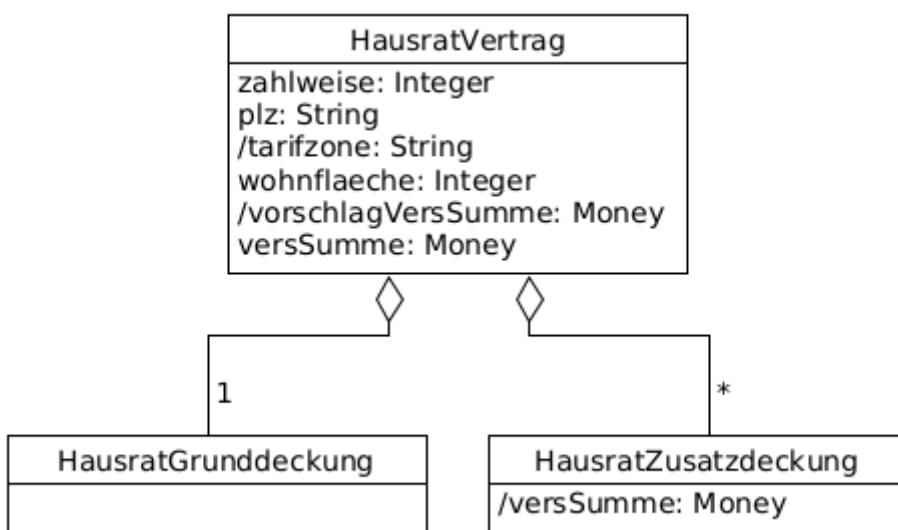 HausratVertrag
zahlweise: Integer
plz: String
/tarifzone: String
wohnflaeche: Integer
/vorschlagVersSumme: Money
versSumme: Money
1
*
HausratGrunddeckung
HausratZusatzdeckung
/versSumme: Money